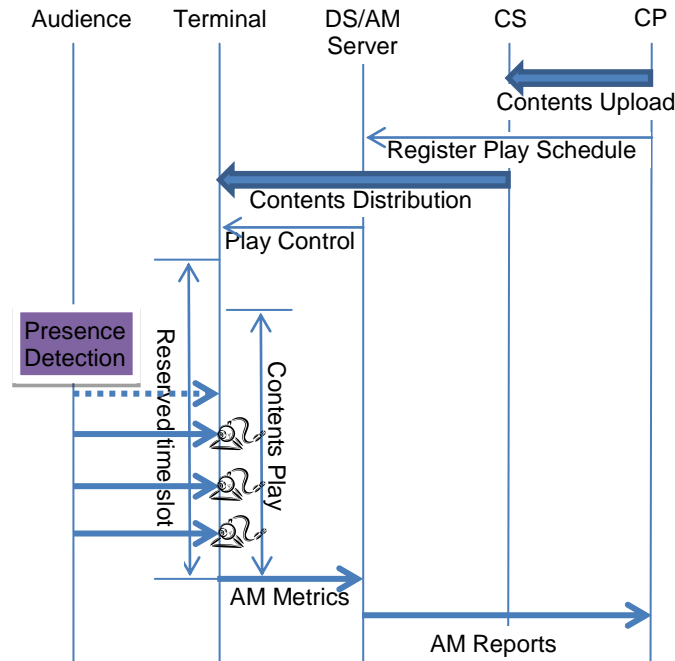 Audience
Terminal
DS/AM
Server
CS
CP
Contents Upload
Register Play Schedule
Contents Distribution
Play Control
Presence
Detection
Reserved time slot
Contents Play
AM Metrics
AM Reports